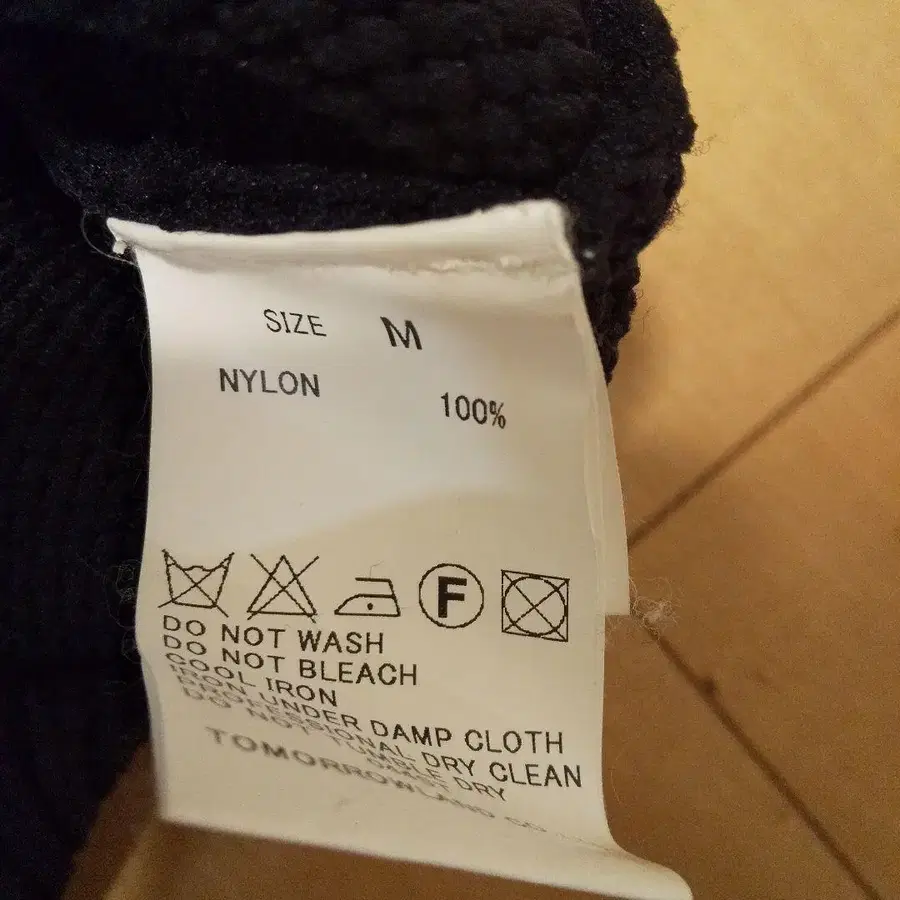 SIZE M
NYLON 100%
F
DO NOT WASH
DO NOT BLEACH
COOL IRON
IRON UNDER DAMP CLOTH
PROFESSIONAL DRY CLEAN
DO NOT TUMBLE DRY
TOMORROWLAND CO